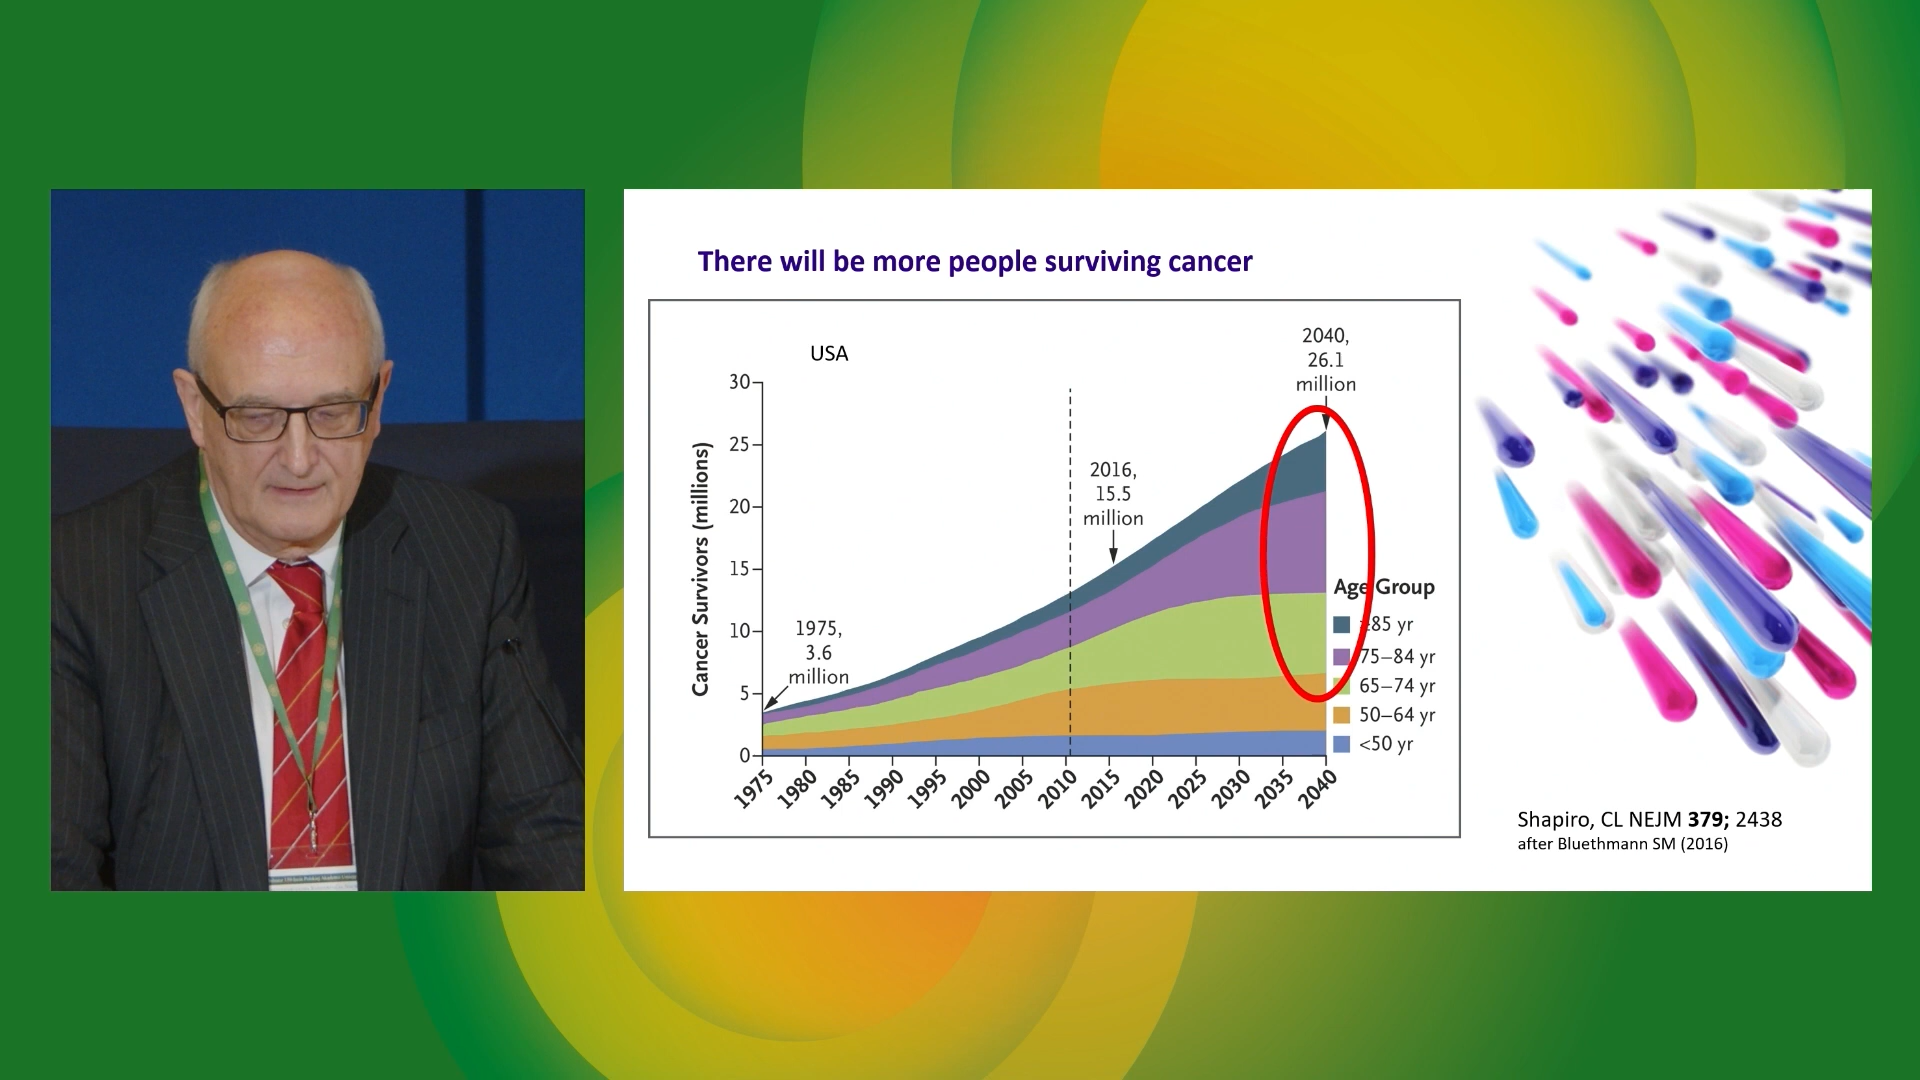 There will be more people surviving cancer
USA
2040,
26.1
million
2016,
15.5
million
1975,
3.6
million
Cancer Survivors (millions)
30
25
20
15
10
5
0
1975
1980
1985
1990
1995
2000
2005
2010
2015
2020
2025
2030
2035
2040
Age Group
≥85 yr
75–84 yr
65–74 yr
50–64 yr
<50 yr
Shapiro, CL NEJM 379; 2438
after Bluethmann SM (2016)